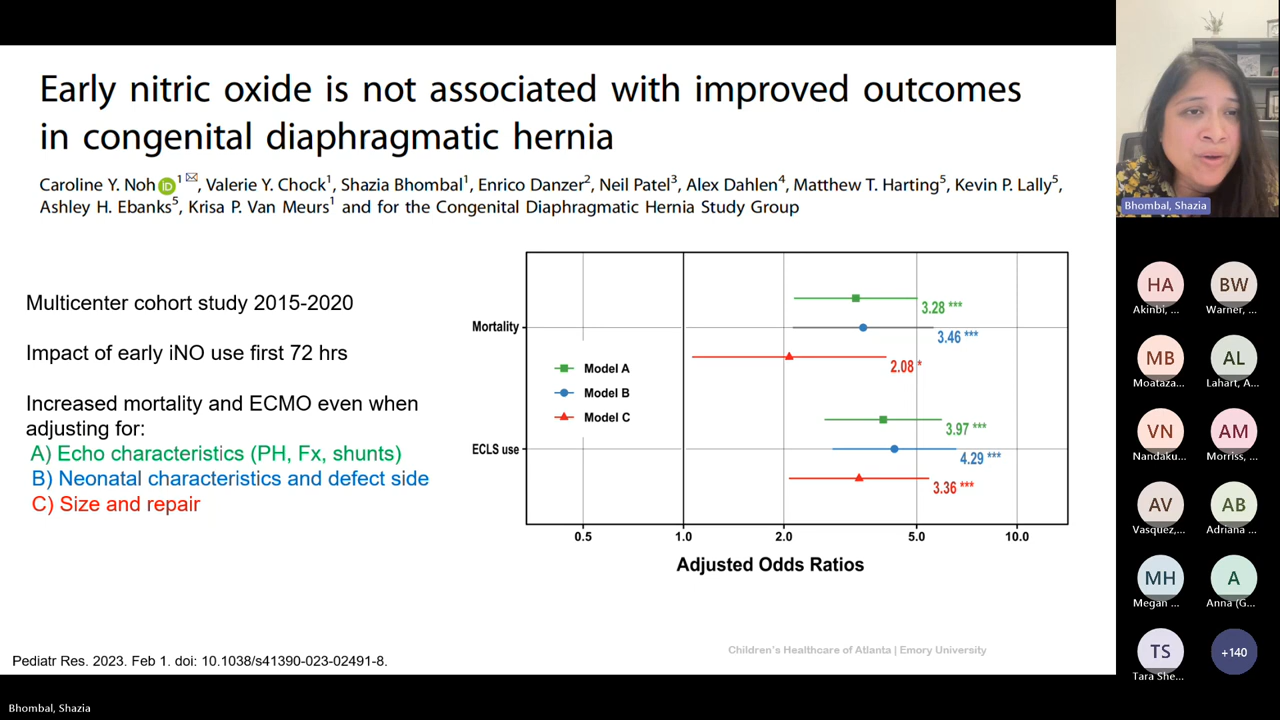 Early nitric oxide is not associated with improved outcomes
in congenital diaphragmatic hernia
Caroline Y. Noh iD 1✉, Valerie Y. Chock1, Shazia Bhombal1, Enrico Danzer2, Neil Patel3, Alex Dahlen4, Matthew T. Harting5, Kevin P. Lally5,
Ashley H. Ebanks5, Krisa P. Van Meurs1 and for the Congenital Diaphragmatic Hernia Study Group
Multicenter cohort study 2015-2020
Impact of early iNO use first 72 hrs
Increased mortality and ECMO even when
adjusting for:
A) Echo characteristics (PH, Fx, shunts)
B) Neonatal characteristics and defect side
C) Size and repair
Mortality
ECLS use
Model A
Model B
Model C
3.28 ***
3.46 ***
2.08 *
3.97 ***
4.29 ***
3.36 ***
0.5 1.0 2.0 5.0 10.0
Adjusted Odds Ratios
Pediatr Res. 2023. Feb 1. doi: 10.1038/s41390-023-02491-8.
Children's Healthcare of Atlanta | Emory University
Bhombal, Shazia
HA BW
Akinbi, ... Warner, ...
MB AL
Moataza... Lahart, A...
VN AM
Nandaku... Morriss, ...
AV AB
Vasquez,... Adriana ...
MH A
Megan ... Anna (G...
TS +140
Tara She...
Bhombal, Shazia